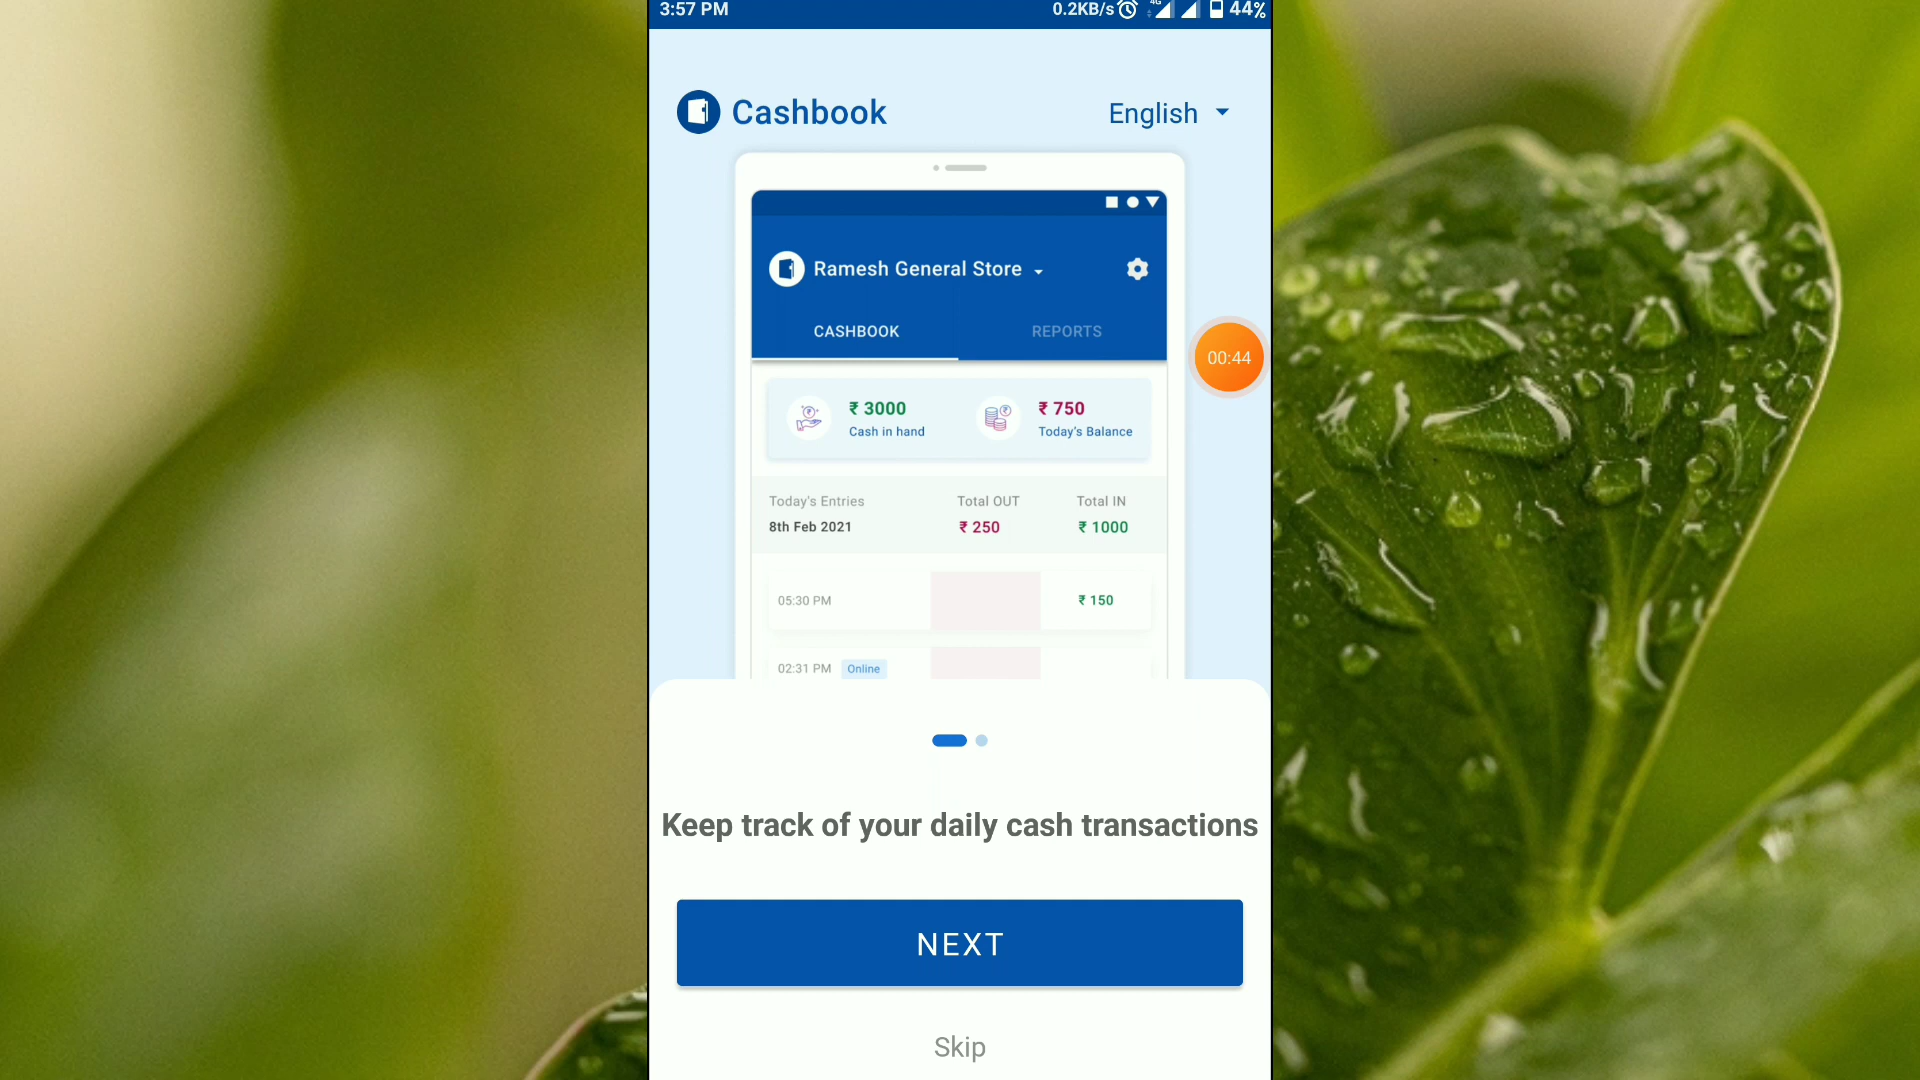 3:57 PM 0.2KB/s 4G 44%
Cashbook English
Ramesh General Store
CASHBOOK REPORTS
₹ 3000 ₹ 750
Cash in hand Today's Balance
00:44
Today's Entries Total OUT Total IN
8th Feb 2021 ₹ 250 ₹ 1000
05:30 PM ₹ 150
02:31 PM Online
Keep track of your daily cash transactions
NEXT
Skip